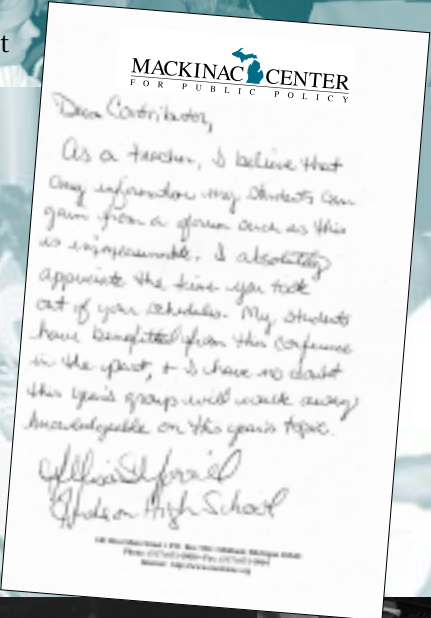 t
MACKINAC CENTER
FOR PUBLIC POLICY
Dear Contributor,
As a teacher, I believe that
any information my students can
gain from a forum such as this
is immeasurable. I absolutely
appreciate the time you took
out of your schedules. My students
have benefitted from this conference
in the past, + I have no doubt
this year's group will walk away
knowledgeable on this year's topic.
High School